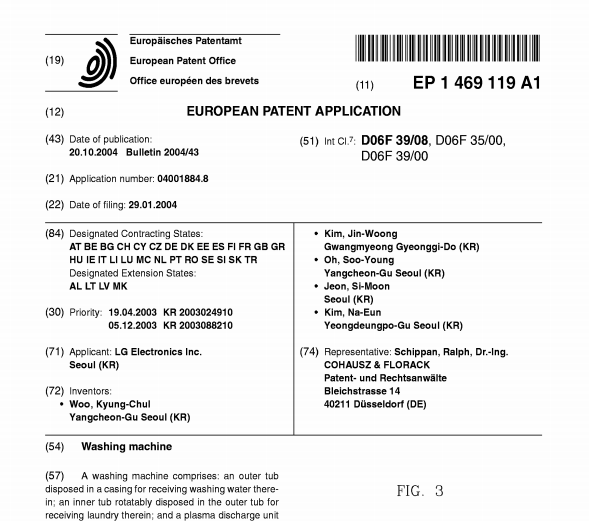 (19)
Europäisches Patentamt
European Patent Office
Office européen des brevets
(11) EP 1 469 119 A1
(12) EUROPEAN PATENT APPLICATION
(43) Date of publication:
20.10.2004 Bulletin 2004/43
(21) Application number: 04001884.8
(22) Date of filing: 29.01.2004
(51) Int Cl.7: D06F 39/08, D06F 35/00,
D06F 39/00
(84) Designated Contracting States:
AT BE BG CH CY CZ DE DK EE ES FI FR GB GR
HU IE IT LI LU MC NL PT RO SE SI SK TR
Designated Extension States:
AL LT LV MK
(30) Priority: 19.04.2003 KR 2003024910
05.12.2003 KR 2003088210
(71) Applicant: LG Electronics Inc.
Seoul (KR)
(72) Inventors:
• Woo, Kyung-Chul
Yangcheon-Gu Seoul (KR)
• Kim, Jin-Woong
Gwangmyeong Gyeonggi-Do (KR)
• Oh, Soo-Young
Yangcheon-Gu Seoul (KR)
• Jeon, Si-Moon
Seoul (KR)
• Kim, Na-Eun
Yeongdeungpo-Gu Seoul (KR)
(74) Representative: Schippan, Ralph, Dr.-Ing.
COHAUSZ & FLORACK
Patent- und Rechtsanwälte
Bleichstrasse 14
40211 Düsseldorf (DE)
(54) Washing machine
(57) A washing machine comprises: an outer tub
disposed in a casing for receiving washing water there-
in; an inner tub rotatably disposed in the outer tub for
receiving laundry therein; and a plasma discharge unit
FIG. 3